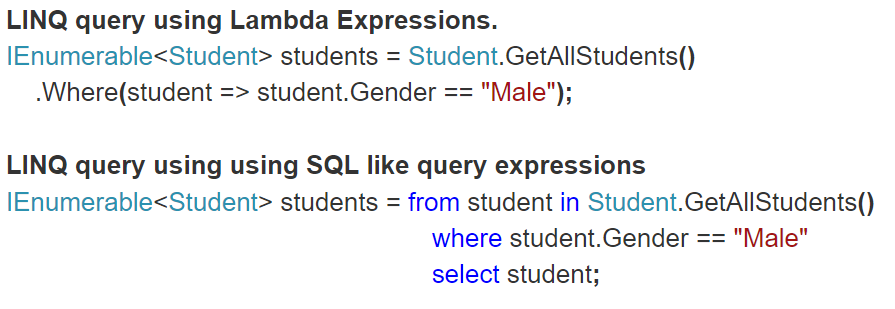 LINQ query using Lambda Expressions.
IEnumerable<Student> students = Student.GetAllStudents()
.Where(student => student.Gender == "Male");
LINQ query using using SQL like query expressions
IEnumerable<Student> students = from student in Student.GetAllStudents()
where student.Gender == "Male"
select student;